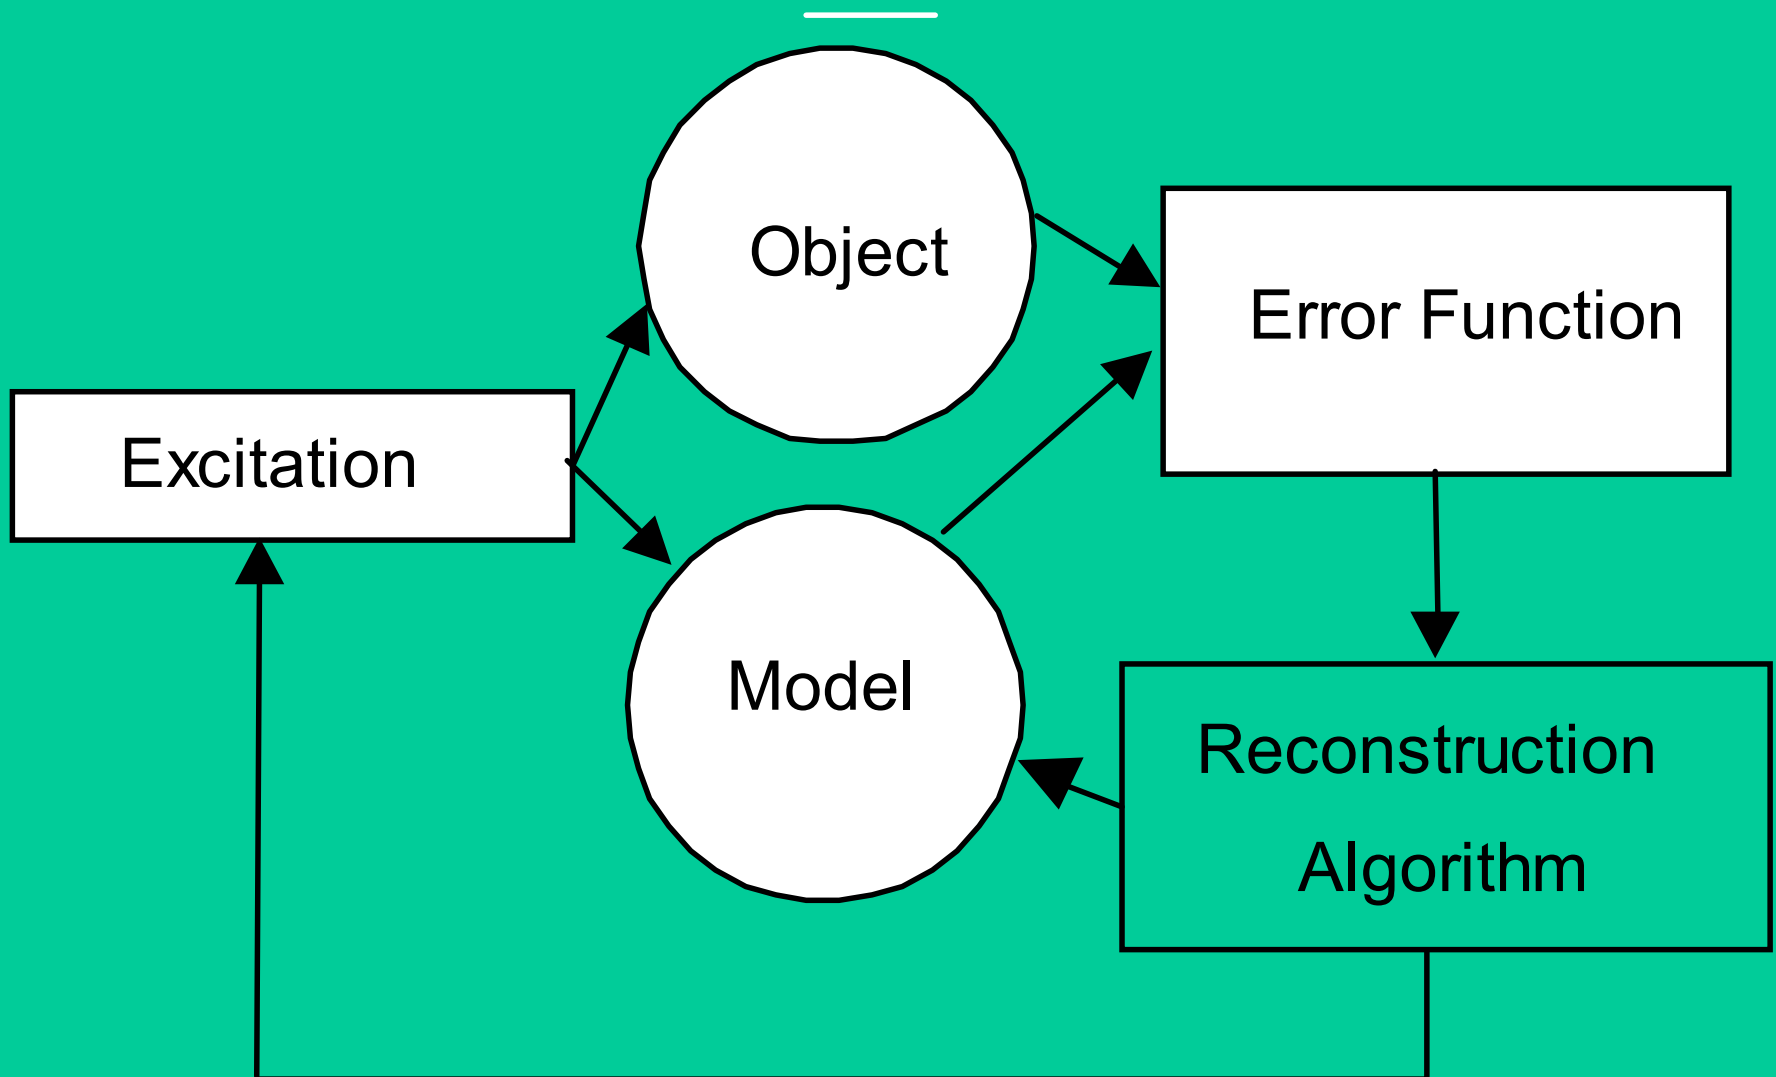 Object
Error Function
Excitation
Model
Reconstruction
Algorithm